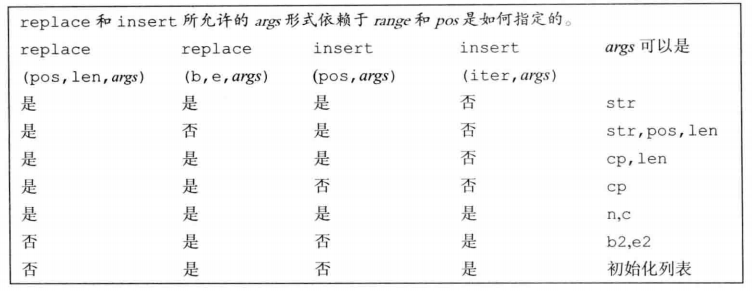 replace 和 insert 所允许的 args 形式依赖于 range 和 pos 是如何指定的。
replace replace insert insert args 可以是
(pos,len,args) (b,e,args) (pos,args) (iter,args)
是 是 是 否 str
是 否 是 否 str,pos,len
是 是 是 否 cp,len
是 是 否 否 cp
是 是 是 是 n,c
否 是 否 是 b2,e2
否 是 否 是 初始化列表